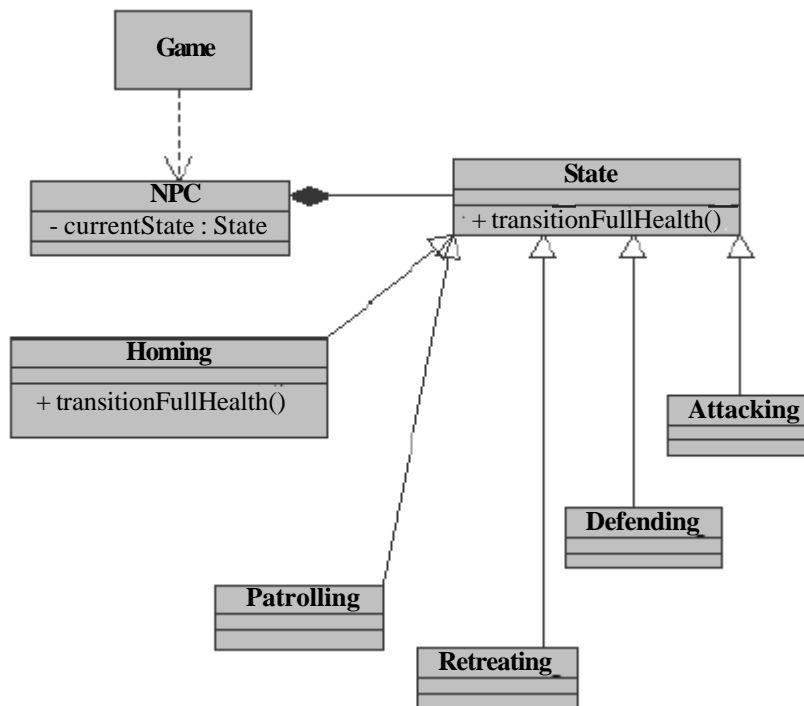 Game
NPC
- currentState : State
State
+ transitionFullHealth()
Homing
+ transitionFullHealth()
Attacking
Defending
Patrolling
Retreating